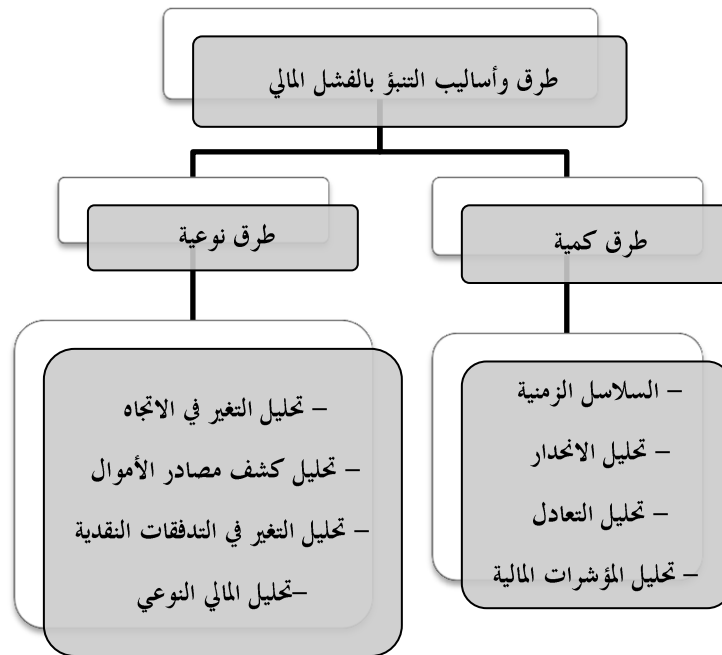 طرق وأساليب التنبؤ بالفشل المالي
طرق كمية
– السلاسل الزمنية
– تحليل الانحدار
– تحليل التعادل
– تحليل المؤشرات المالية
طرق نوعية
– تحليل التغير في الاتجاه
– تحليل كشف مصادر الأموال
– تحليل التغير في التدفقات النقدية
–تحليل المالي النوعي